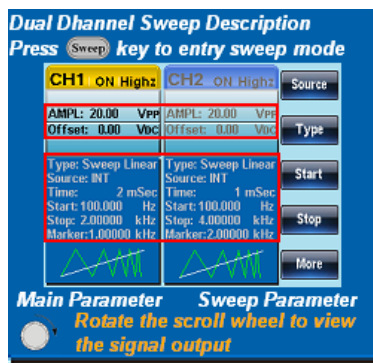 Dual Dhannel Sweep Description
Press Sweep key to entry sweep mode
CH1 ON Highz CH2 ON Highz Source
AMPL: 20.00 VPP AMPL: 20.00 VPP
Offset: 0.00 VDC Offset: 0.00 VDC Type
Type: Sweep Linear Type: Sweep Linear
Source: INT Source: INT Start
Time: 2 mSec Time: 1 mSec
Start:100.000 Hz Start:100.000 Hz
Stop: 2.00000 kHz Stop: 4.00000 kHz Stop
Marker:1.00000 kHz Marker:2.00000 kHz
More
Main Parameter Sweep Parameter
Rotate the scroll wheel to view
the signal output